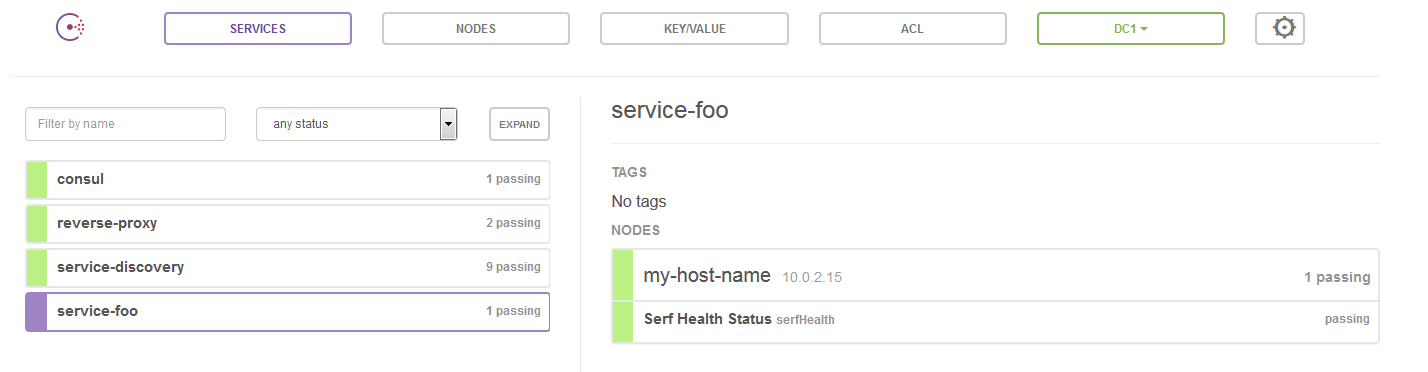 SERVICES NODES KEY/VALUE ACL DC1
Filter by name any status EXPAND
consul 1 passing
reverse-proxy 2 passing
service-discovery 9 passing
service-foo 1 passing
service-foo
TAGS
No tags
NODES
my-host-name 10.0.2.15 1 passing
Serf Health Status serfHealth passing